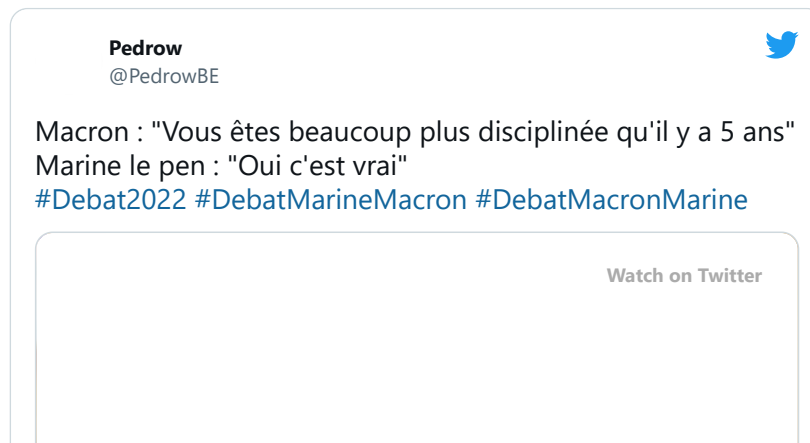 Pedrow
@PedrowBE
Macron : "Vous êtes beaucoup plus disciplinée qu'il y a 5 ans"
Marine le pen : "Oui c'est vrai"
#Debat2022 #DebatMarineMacron #DebatMacronMarine
Watch on Twitter